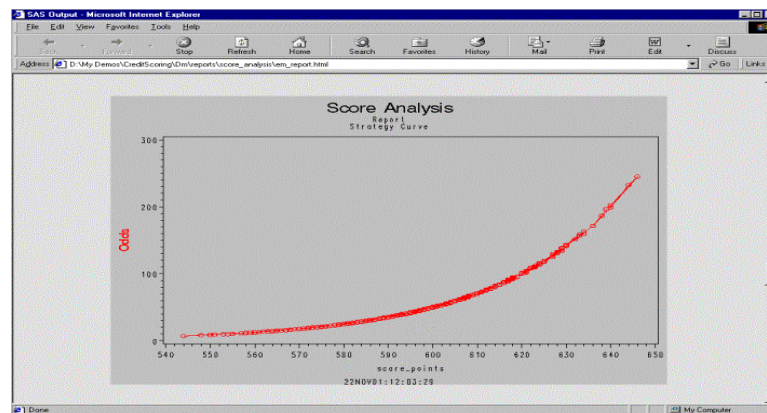 SAS Output - Microsoft Internet Explorer
File Edit View Favorites Tools Help
Back Forward Stop Refresh Home Search Favorites History Mail Print Edit Discuss
Address D:\My Demos\CreditScoring\Dm\reports\score_analysis\em_report.html Go Links
Score Analysis
Report
Strategy Curve
300
200
Odds
100
0
540 550 560 570 580 590 600 610 620 630 640 650
score_points
22NOV01:12:03:29
Done My Computer